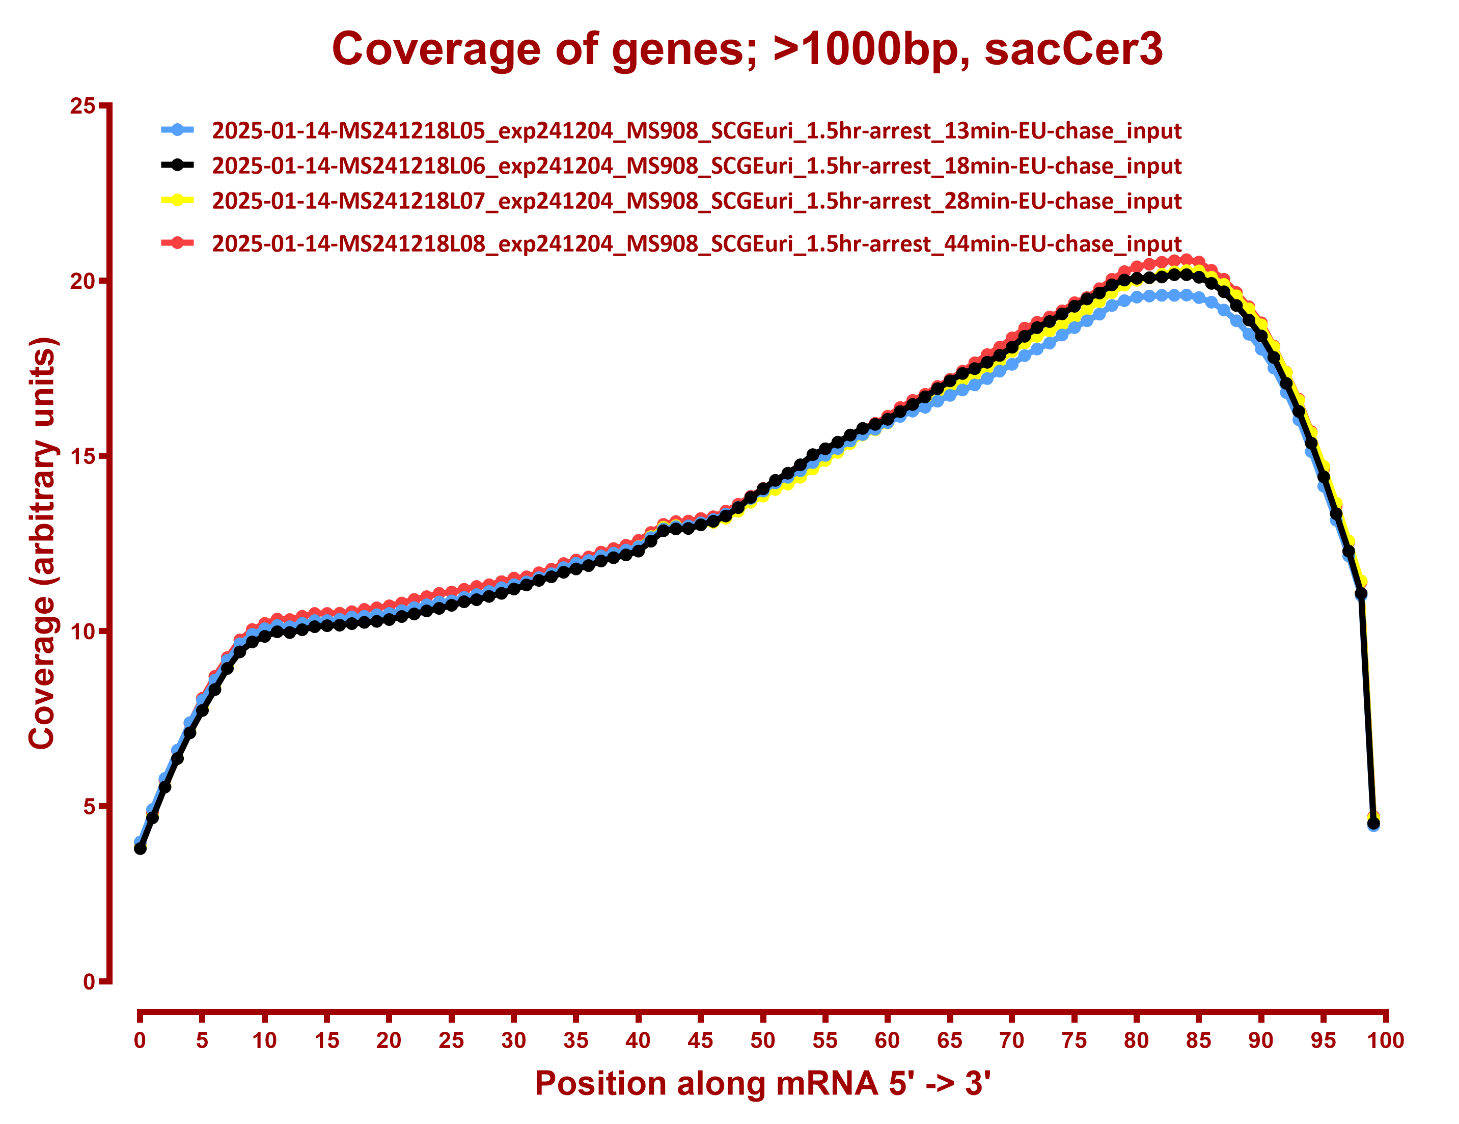 Coverage of genes; >1000bp, sacCer3
25
2025-01-14-MS241218L05_exp241204_MS908_SCGEuri_1.5hr-arrest_13min-EU-chase_input
2025-01-14-MS241218L06_exp241204_MS908_SCGEuri_1.5hr-arrest_18min-EU-chase_input
2025-01-14-MS241218L07_exp241204_MS908_SCGEuri_1.5hr-arrest_28min-EU-chase_input
2025-01-14-MS241218L08_exp241204_MS908_SCGEuri_1.5hr-arrest_44min-EU-chase_input
20
15
10
5
0
Coverage (arbitrary units)
0 5 10 15 20 25 30 35 40 45 50 55 60 65 70 75 80 85 90 95 100
Position along mRNA 5' -> 3'